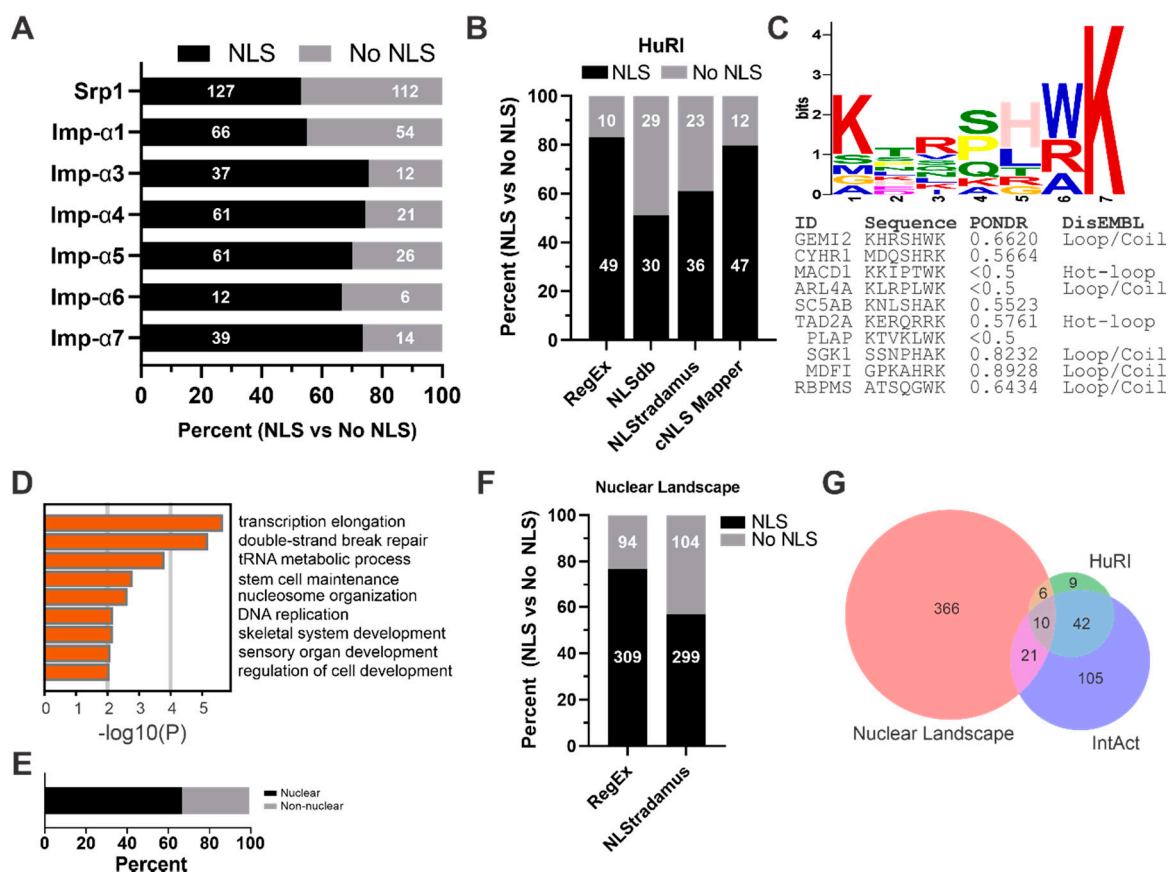 A
NLS No NLS
Srp1 127 112
Imp-α1 66 54
Imp-α3 37 12
Imp-α4 61 21
Imp-α5 61 26
Imp-α6 12 6
Imp-α7 39 14
0 20 40 60 80 100
Percent (NLS vs No NLS)
B
HuRI
NLS No NLS
Percent (NLS vs No NLS)
100
80
60
40
20
0
10 29 23 12
49 30 36 47
RegEx NLSdb NLStradamus cNLS Mapper
C
bits
4
3
2
1
0
1 2 3 4 5 6 7
ID Sequence PONDR DisEMBL
GEMI2 KHRSHWK 0.6620 Loop/Coil
CYHR1 MDQSHRK 0.5664
MACD1 KKIPTWK <0.5 Hot-loop
ARL4A KLRPLWK <0.5 Loop/Coil
SC5AB KNLSHAK 0.5523
TAD2A KERQRRK 0.5761 Hot-loop
PLAP KTVKLWK <0.5
SGK1 SSNPHAK 0.8232 Loop/Coil
MDFI GPKAHRK 0.8928 Loop/Coil
RBPMS ATSQGWK 0.6434 Loop/Coil
D
transcription elongation
double-strand break repair
tRNA metabolic process
stem cell maintenance
nucleosome organization
DNA replication
skeletal system development
sensory organ development
regulation of cell development
0 1 2 3 4 5
-log10(P)
E
Nuclear
Non-nuclear
0 20 40 60 80 100
Percent
F
Nuclear Landscape
NLS
No NLS
Percent (NLS vs No NLS)
100
80
60
40
20
0
94 104
309 299
RegEx NLStradamus
G
HuRI
9
6
366
10 42
21
105
Nuclear Landscape
IntAct